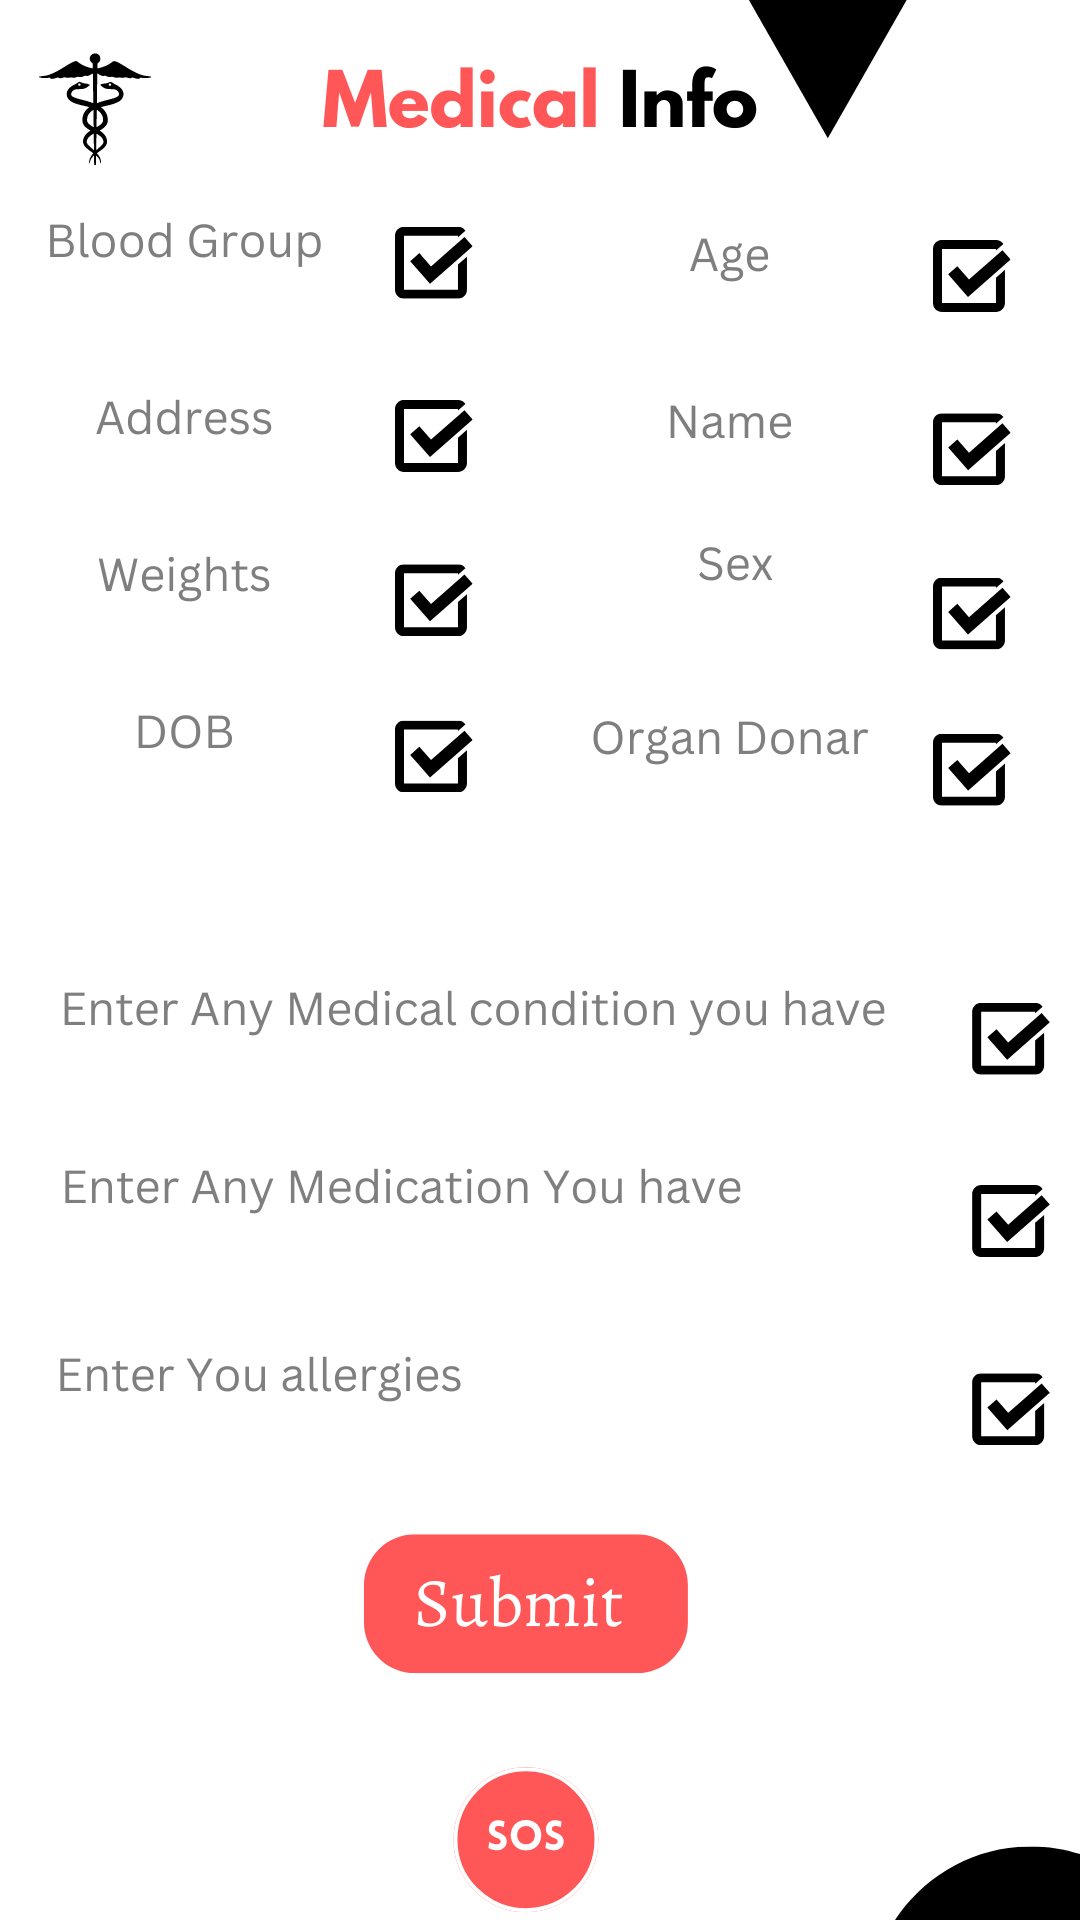 Medical Info
Blood Group
Age
Address
Name
Weights
Sex
DOB
Organ Donar
Enter Any Medical condition you have
Enter Any Medication You have
Enter You allergies
Submit
SOS